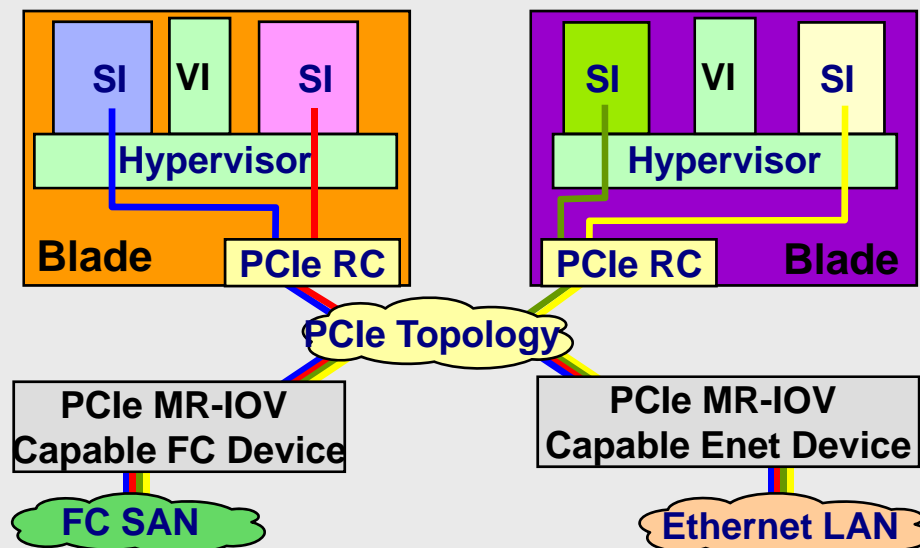 SI
VI
SI
Hypervisor
Blade
PCIe RC
SI
VI
SI
Hypervisor
PCIe RC
Blade
PCIe Topology
PCIe MR-IOV
Capable FC Device
PCIe MR-IOV
Capable Enet Device
FC SAN
Ethernet LAN